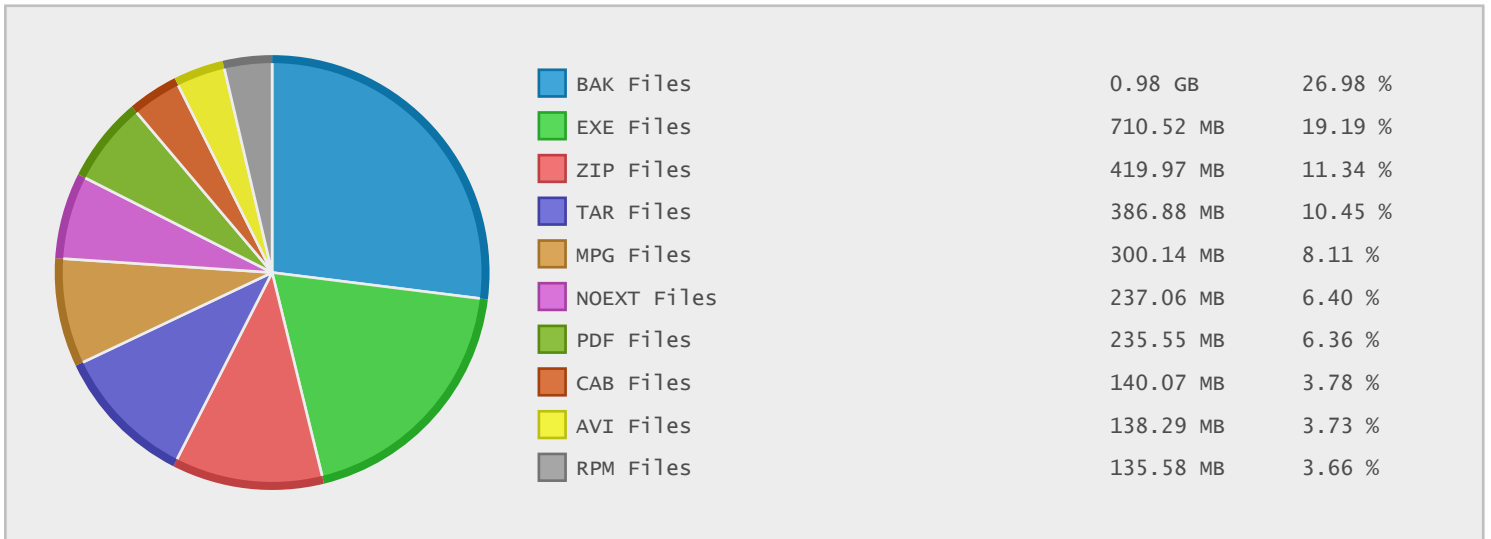 BAK Files 0.98 GB 26.98 %
EXE Files 710.52 MB 19.19 %
ZIP Files 419.97 MB 11.34 %
TAR Files 386.88 MB 10.45 %
MPG Files 300.14 MB 8.11 %
NOEXT Files 237.06 MB 6.40 %
PDF Files 235.55 MB 6.36 %
CAB Files 140.07 MB 3.78 %
AVI Files 138.29 MB 3.73 %
RPM Files 135.58 MB 3.66 %